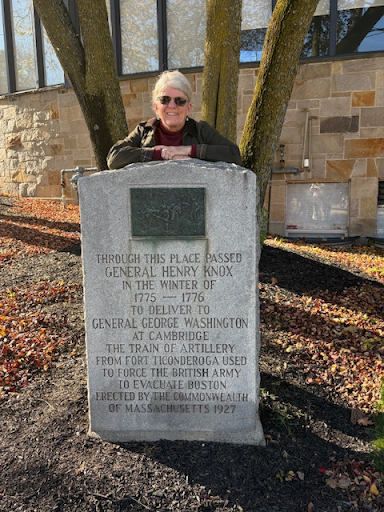 THROUGH THIS PLACE PASSED
GENERAL HENRY KNOX
IN THE WINTER OF
1775 — 1776
TO DELIVER TO
GENERAL GEORGE WASHINGTON
AT CAMBRIDGE
THE TRAIN OF ARTILLERY
FROM FORT TICONDEROGA USED
TO FORCE THE BRITISH ARMY
TO EVACUATE BOSTON
ERECTED BY THE COMMONWEALTH
OF MASSACHUSETTS 1927